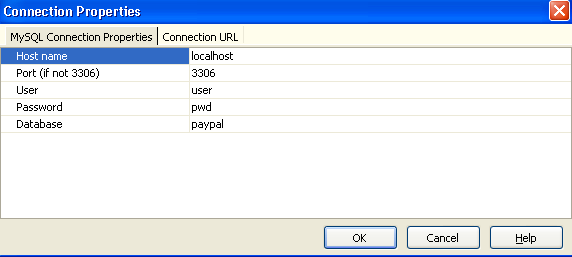 Connection Properties
MySQL Connection Properties Connection URL
Host name localhost
Port (if not 3306) 3306
User user
Password pwd
Database paypal
OK Cancel Help